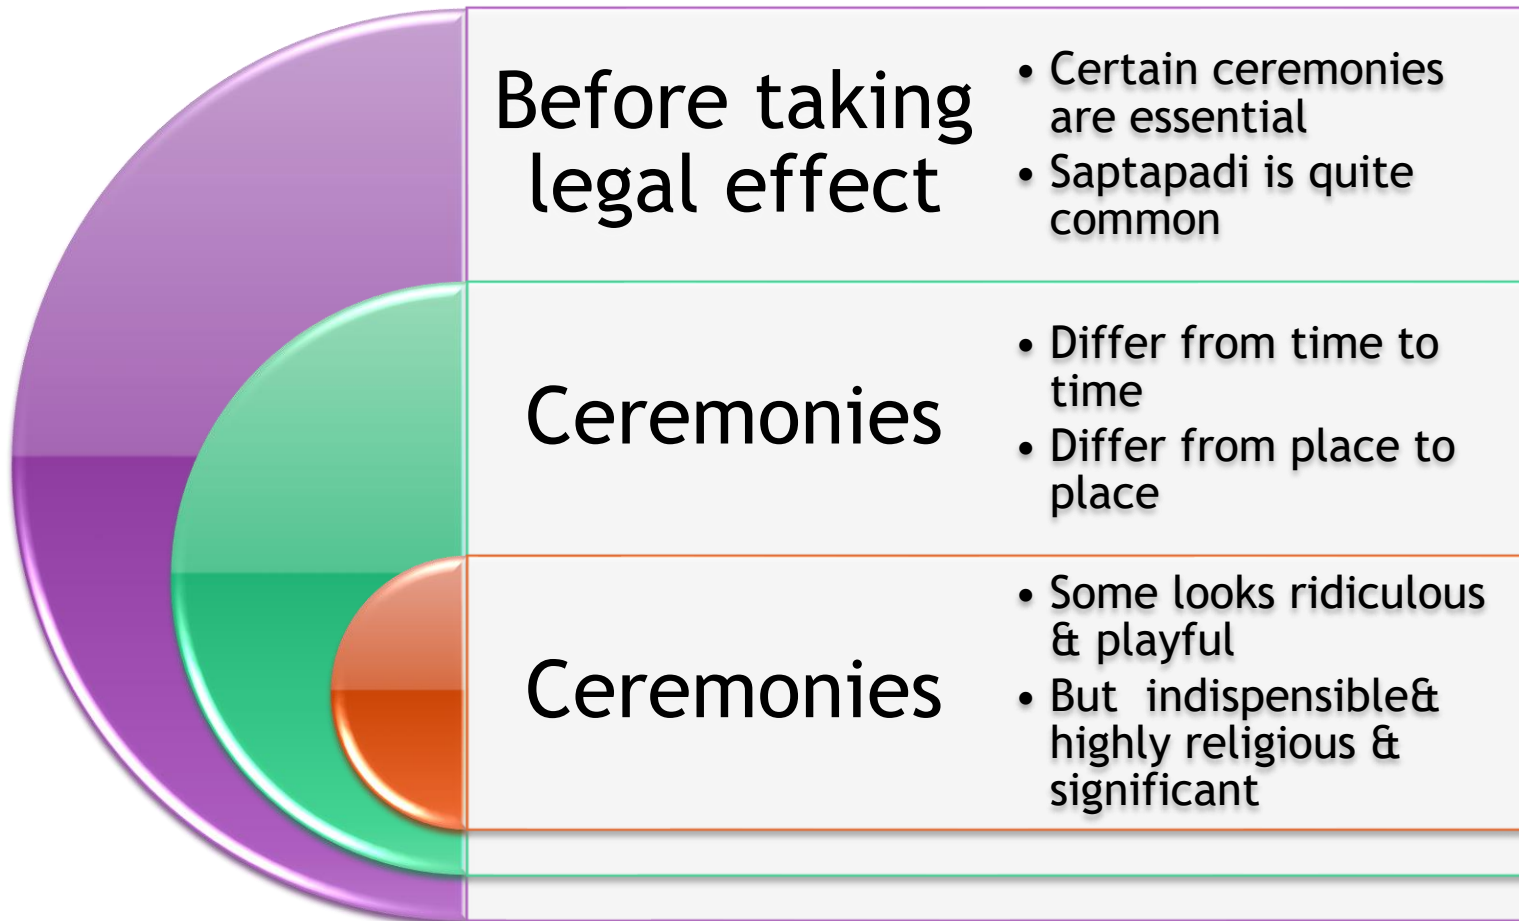 Before taking
legal effect
• Certain ceremonies
are essential
• Saptapadi is quite
common
Ceremonies
• Differ from time to
time
• Differ from place to
place
Ceremonies
• Some looks ridiculous
& playful
• But  indispensible&
highly religious &
significant